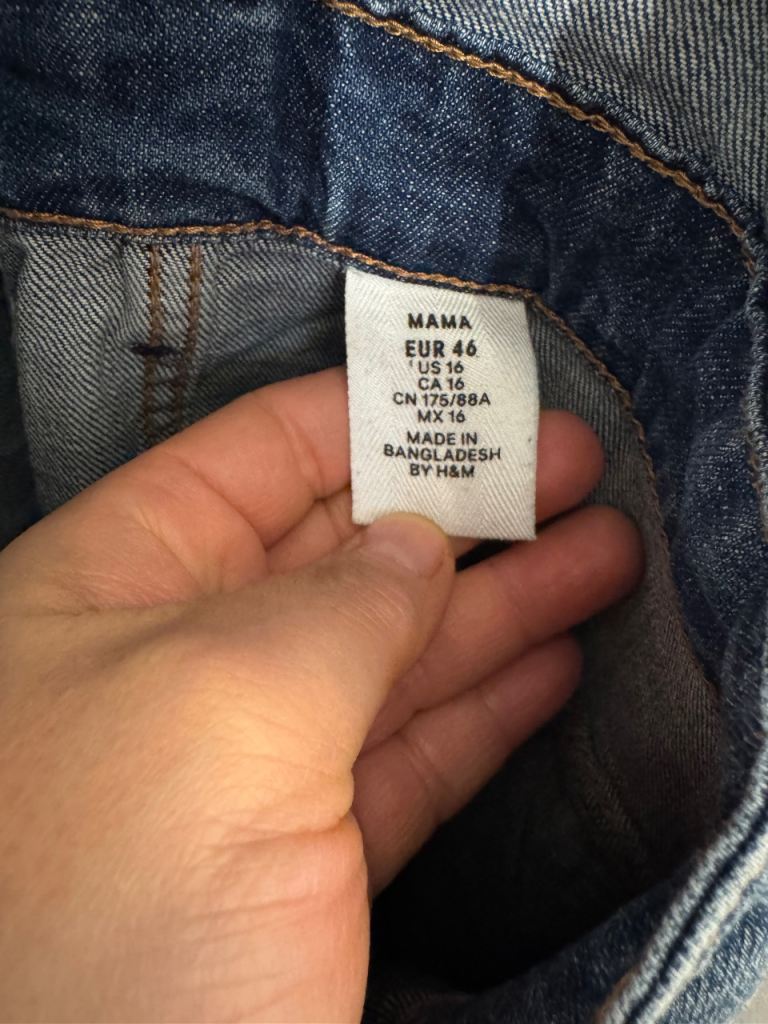 MAMA
EUR 46
US 16
CA 16
CN 175/88A
MX 16
MADE IN
BANGLADESH
BY H&M